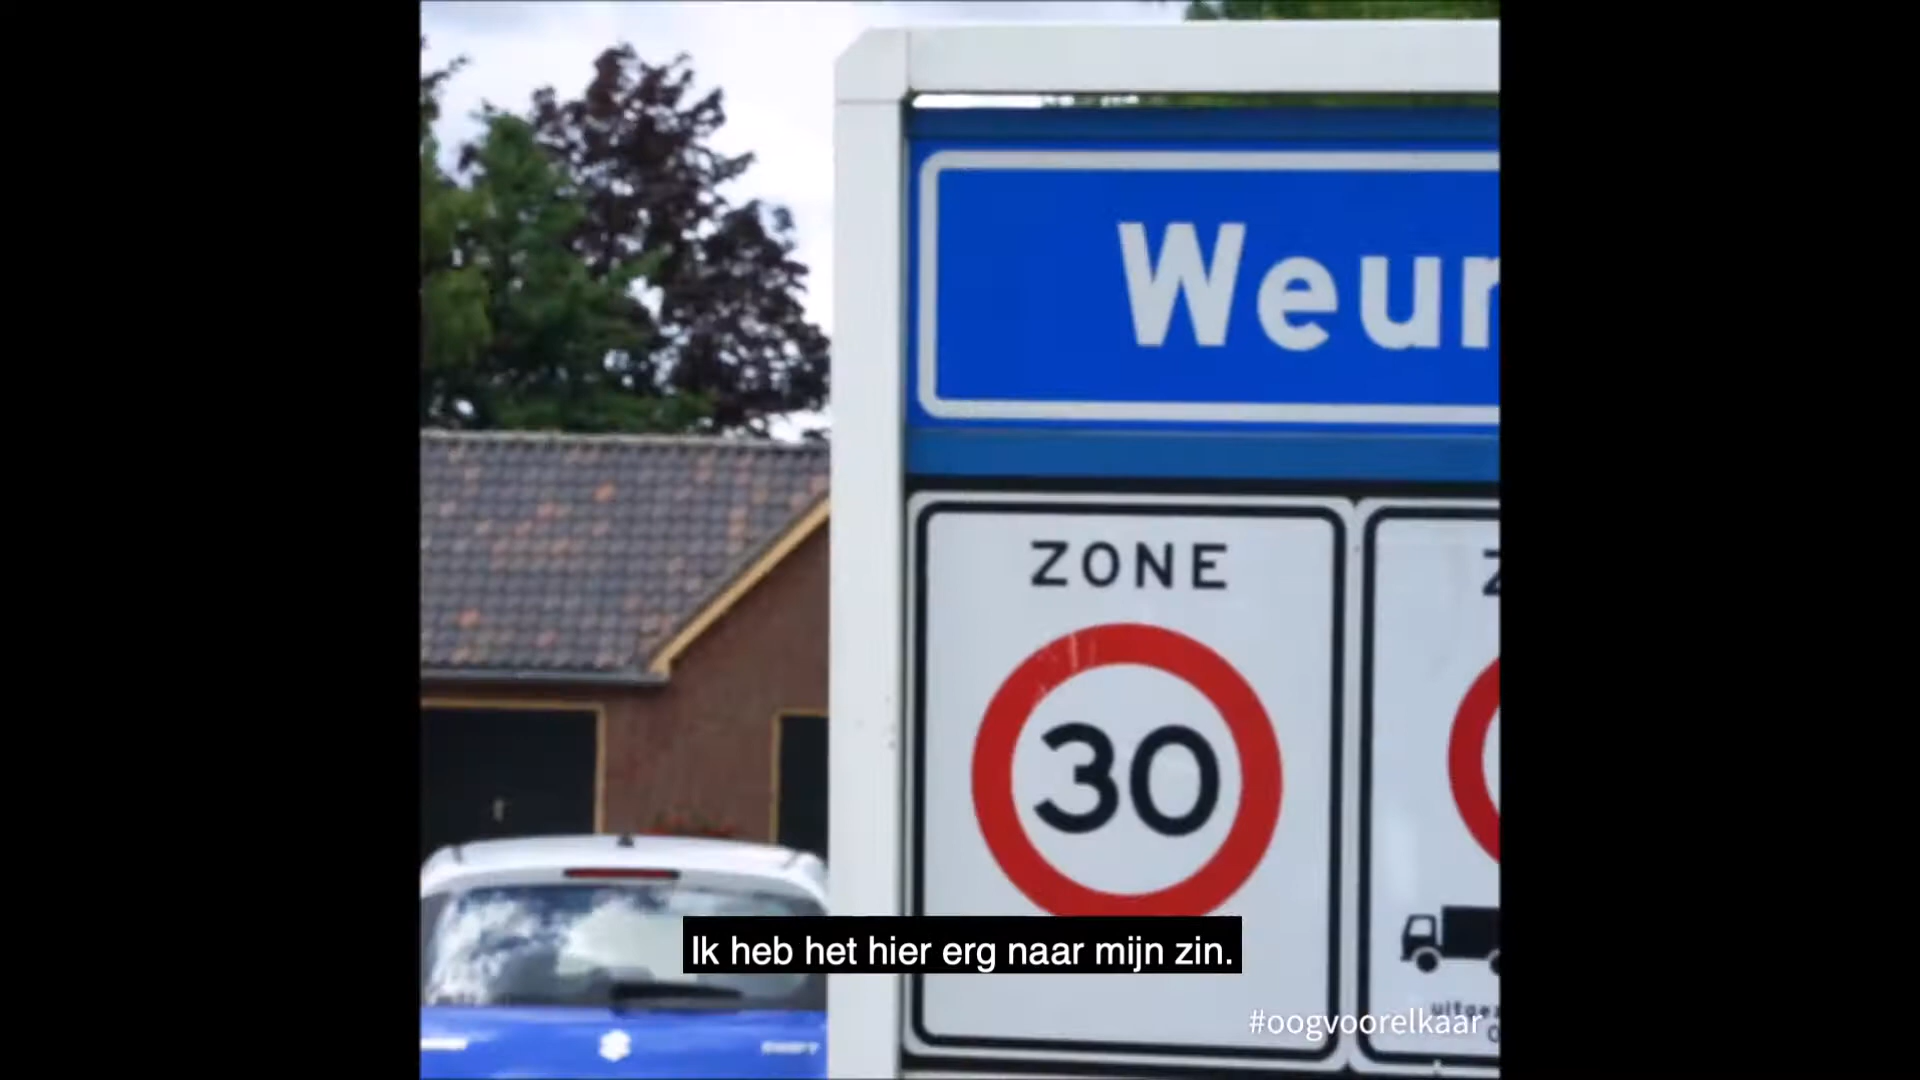 Weur
ZONE
30
Ik heb het hier erg naar mijn zin.
#oogvoorelkaar